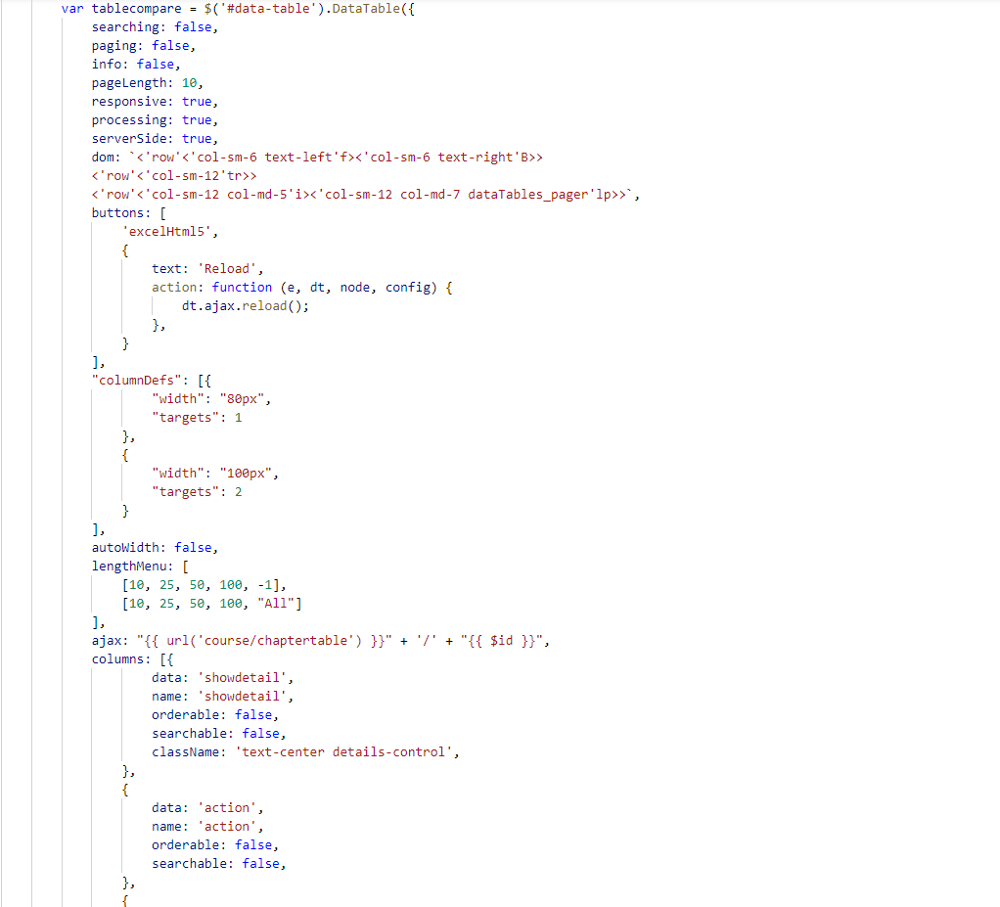 var tablecompare = $('#data-table').DataTable({
searching: false,
paging: false,
info: false,
pageLength: 10,
responsive: true,
processing: true,
serverSide: true,
dom: `<'row'<'col-sm-6 text-left'f><'col-sm-6 text-right'B>>
<'row'<'col-sm-12'tr>>
<'row'<'col-sm-12 col-md-5'i><'col-sm-12 col-md-7 dataTables_pager'lp>>`,
buttons: [
'excelHtml5',
{
text: 'Reload',
action: function (e, dt, node, config) {
dt.ajax.reload();
},
}
],
"columnDefs": [{
"width": "80px",
"targets": 1
},
{
"width": "100px",
"targets": 2
}
],
autoWidth: false,
lengthMenu: [
[10, 25, 50, 100, -1],
[10, 25, 50, 100, "All"]
],
ajax: "{{ url('course/chaptertable') }}" + '/' + "{{ $id }}",
columns: [{
data: 'showdetail',
name: 'showdetail',
orderable: false,
searchable: false,
className: 'text-center details-control',
},
{
data: 'action',
name: 'action',
orderable: false,
searchable: false,
},
{